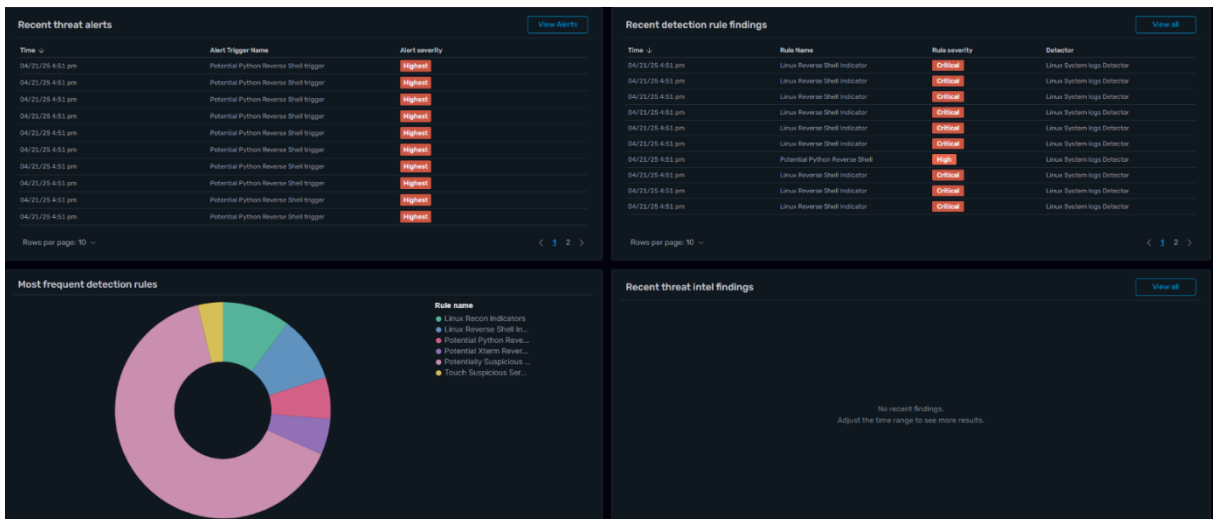 Recent threat alerts
View Alerts
Time Alert Trigger Name Alert severity
04/21/25 4:51 pm Potential Python Reverse Shell trigger Highest
04/21/25 4:51 pm Potential Python Reverse Shell trigger Highest
04/21/25 4:51 pm Potential Python Reverse Shell trigger Highest
04/21/25 4:51 pm Potential Python Reverse Shell trigger Highest
04/21/25 4:51 pm Potential Python Reverse Shell trigger Highest
04/21/25 4:51 pm Potential Python Reverse Shell trigger Highest
04/21/25 4:51 pm Potential Python Reverse Shell trigger Highest
04/21/25 4:51 pm Potential Python Reverse Shell trigger Highest
04/21/25 4:51 pm Potential Python Reverse Shell trigger Highest
04/21/25 4:51 pm Potential Python Reverse Shell trigger Highest
Rows per page: 10
1 2
Recent detection rule findings
View all
Time Rule Name Rule severity Detector
04/21/25 4:51 pm Linux Reverse Shell Indicator Critical Linux System logs Detector
04/21/25 4:51 pm Linux Reverse Shell Indicator Critical Linux System logs Detector
04/21/25 4:51 pm Linux Reverse Shell Indicator Critical Linux System logs Detector
04/21/25 4:51 pm Linux Reverse Shell Indicator Critical Linux System logs Detector
04/21/25 4:51 pm Linux Reverse Shell Indicator Critical Linux System logs Detector
04/21/25 4:51 pm Linux Reverse Shell Indicator Critical Linux System logs Detector
04/21/25 4:51 pm Potential Python Reverse Shell High Linux System logs Detector
04/21/25 4:51 pm Linux Reverse Shell Indicator Critical Linux System logs Detector
04/21/25 4:51 pm Linux Reverse Shell Indicator Critical Linux System logs Detector
04/21/25 4:51 pm Linux Reverse Shell Indicator Critical Linux System logs Detector
Rows per page: 10
1 2
Most frequent detection rules
Rule name
Linux Recon Indicators
Linux Reverse Shell In...
Potential Python Reve...
Potential Xterm Rever...
Potentially Suspicious ...
Touch Suspicious Ser...
Recent threat intel findings
View all
No recent findings.
Adjust the time range to see more results.